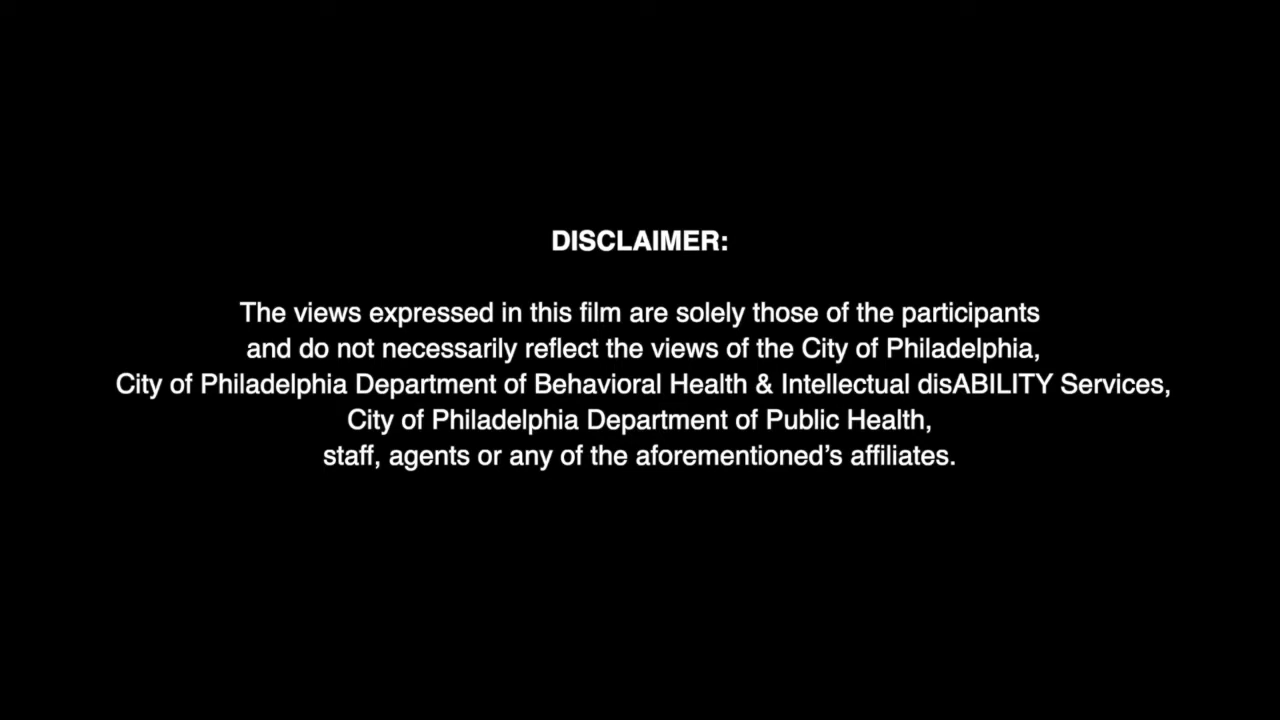 DISCLAIMER:
The views expressed in this film are solely those of the participants
and do not necessarily reflect the views of the City of Philadelphia,
City of Philadelphia Department of Behavioral Health & Intellectual disABILITY Services,
City of Philadelphia Department of Public Health,
staff, agents or any of the aforementioned’s affiliates.